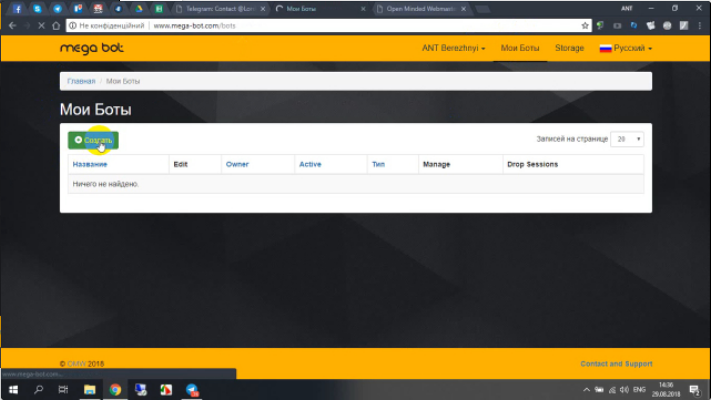 Telegram: Contact @Lon
Мои Боты
Open Minded Webmaste
ANT
Не конфіденційний www.mega-bot.com/bots
mega bot
ANT Berezhnyi
Мои Боты
Storage
Русский
Главная / Мои боты
Мои Боты
Создать
Записей на странице 20
Название Edit Owner Active Тип Manage Drop Sessions
Ничего не найдено.
© OMW 2018
Contact and Support
www.mega-bot.com...
ENG
14:36
29.08.2018